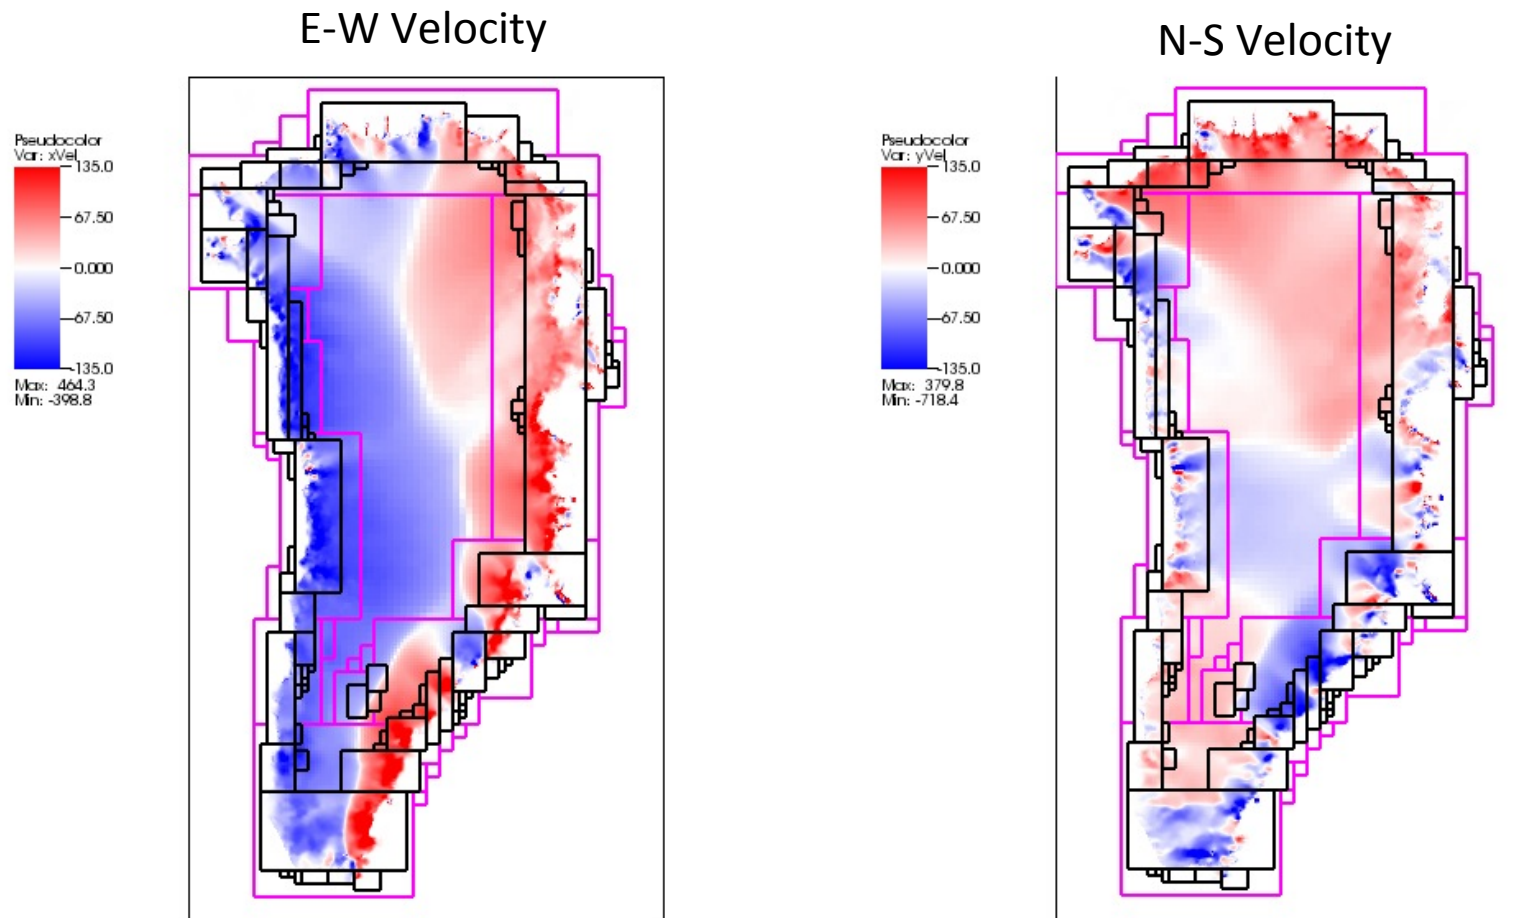 E-W Velocity
Pseudocolor
Var: xVel
135.0
67.50
0.000
-67.50
-135.0
Max: 464.3
Min: -398.8
N-S Velocity
Pseudocolor
Var: yVel
135.0
67.50
0.000
-67.50
-135.0
Max: 379.8
Min: -718.4